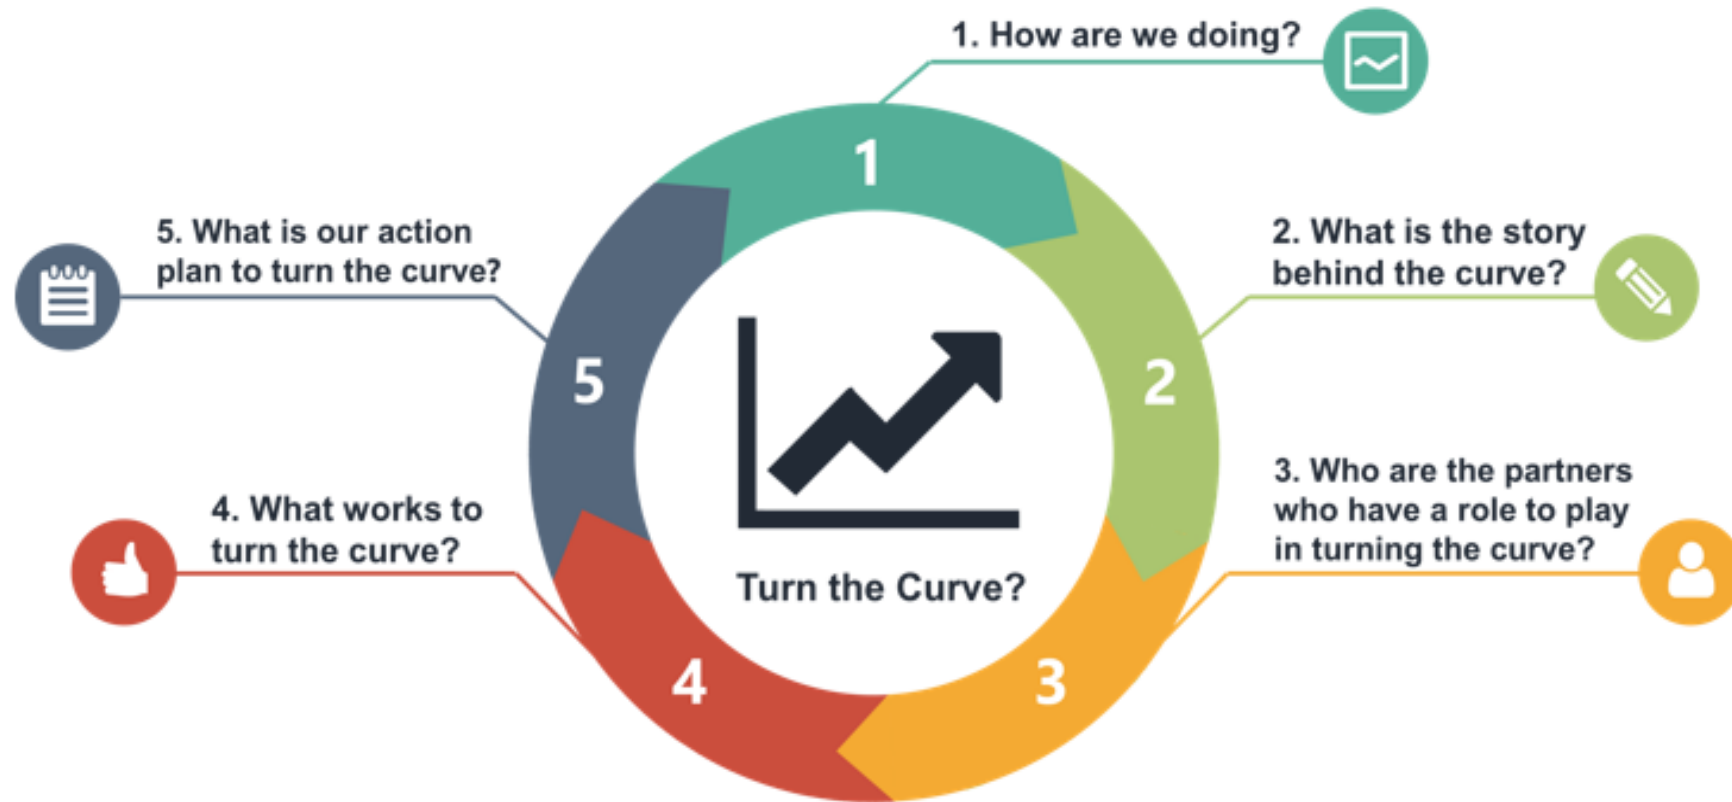 1. How are we doing?
1
5. What is our action
plan to turn the curve?
2. What is the story
behind the curve?
5
2
4. What works to
turn the curve?
3. Who are the partners
who have a role to play
in turning the curve?
Turn the Curve?
4
3